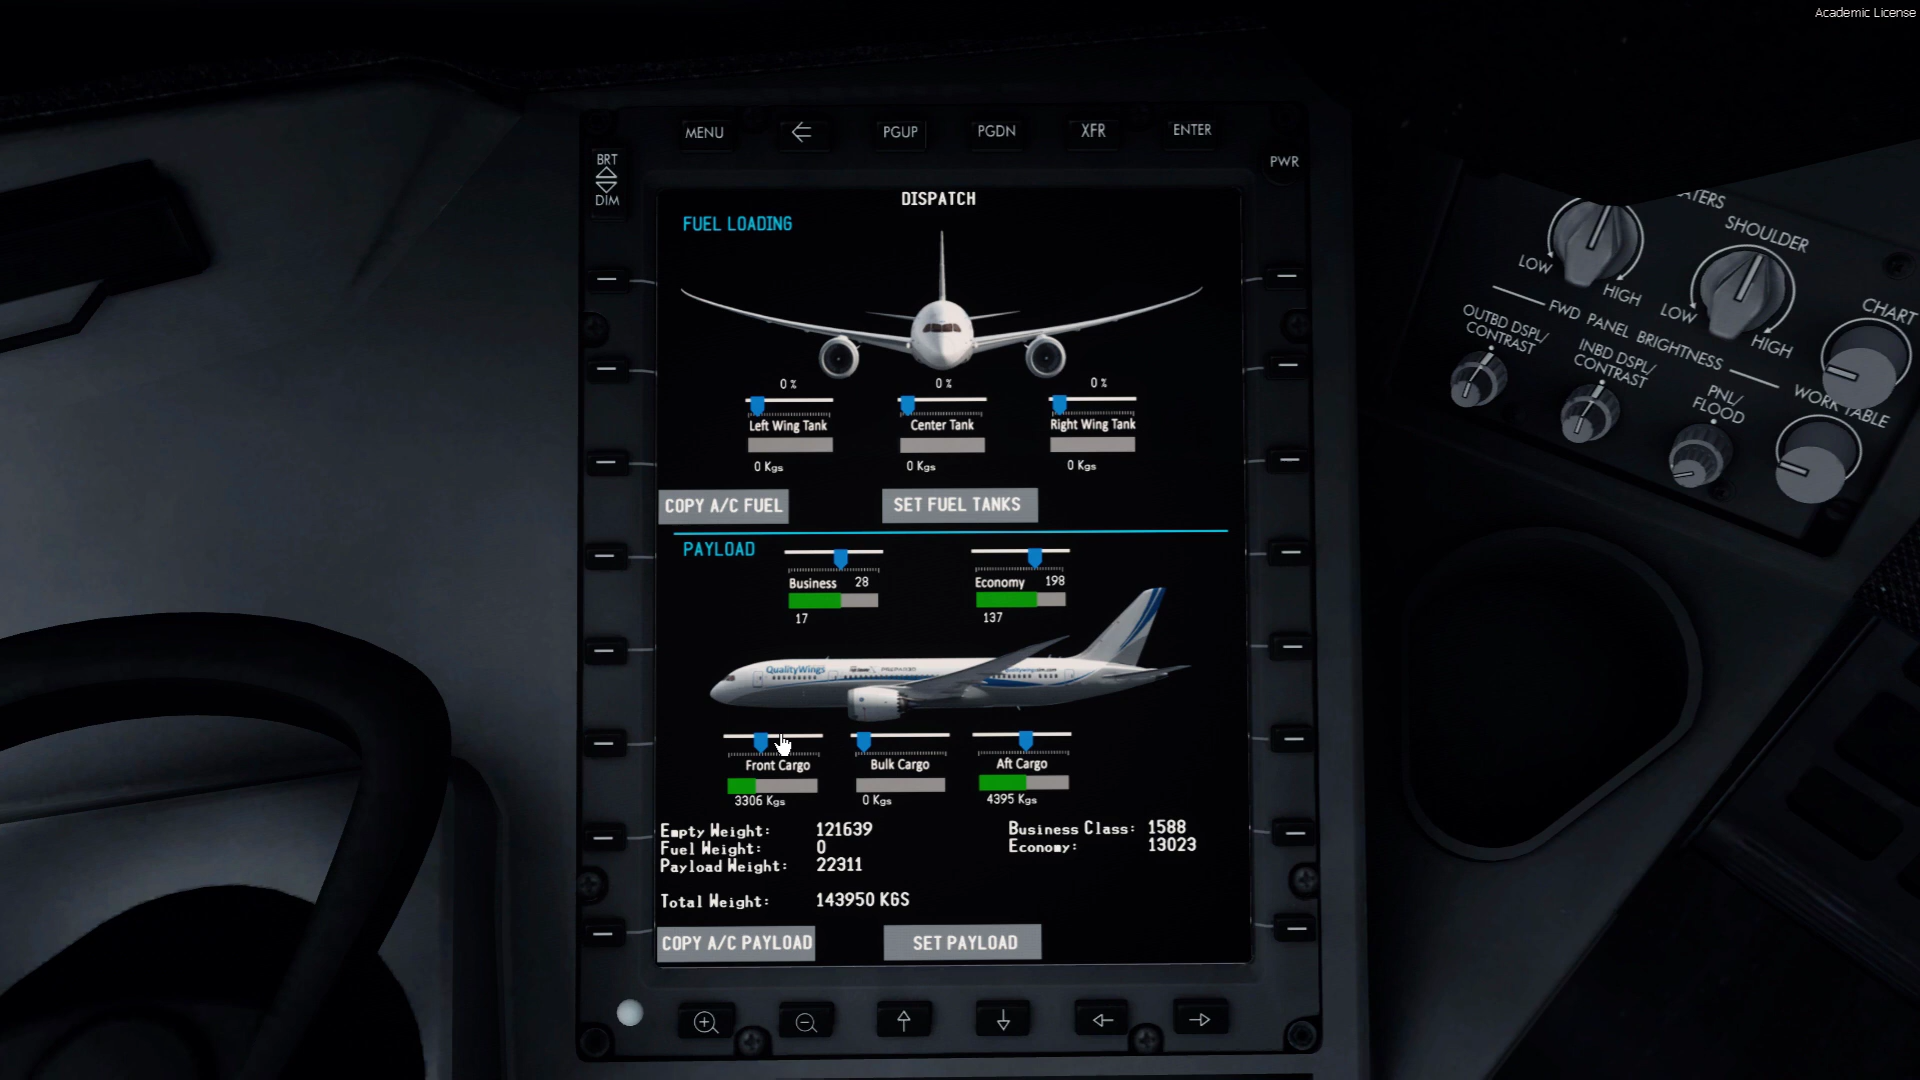 Academic License
MENU
PGUP
PGDN
XFR
ENTER
BRT
DIM
PWR
DISPATCH
FUEL LOADING
0 %
0 %
0 %
Left Wing Tank
Center Tank
Right Wing Tank
0 Kgs
0 Kgs
0 Kgs
COPY A/C FUEL
SET FUEL TANKS
PAYLOAD
Business 28
Economy 198
17
137
QualityWings
Front Cargo
Bulk Cargo
Aft Cargo
3306 Kgs
0 Kgs
4395 Kgs
Empty Weight: 121639
Fuel Weight: 0
Payload Weight: 22311
Total Weight: 143950 KGS
Business Class: 1588
Economy: 13023
COPY A/C PAYLOAD
SET PAYLOAD
SHOULDER
LOW
HIGH
LOW
HIGH
FWD PANEL BRIGHTNESS
OUTBD DSPL/
CONTRAST
INBD DSPL/
CONTRAST
PNL/
FLOOD
CHART
WORK TABLE